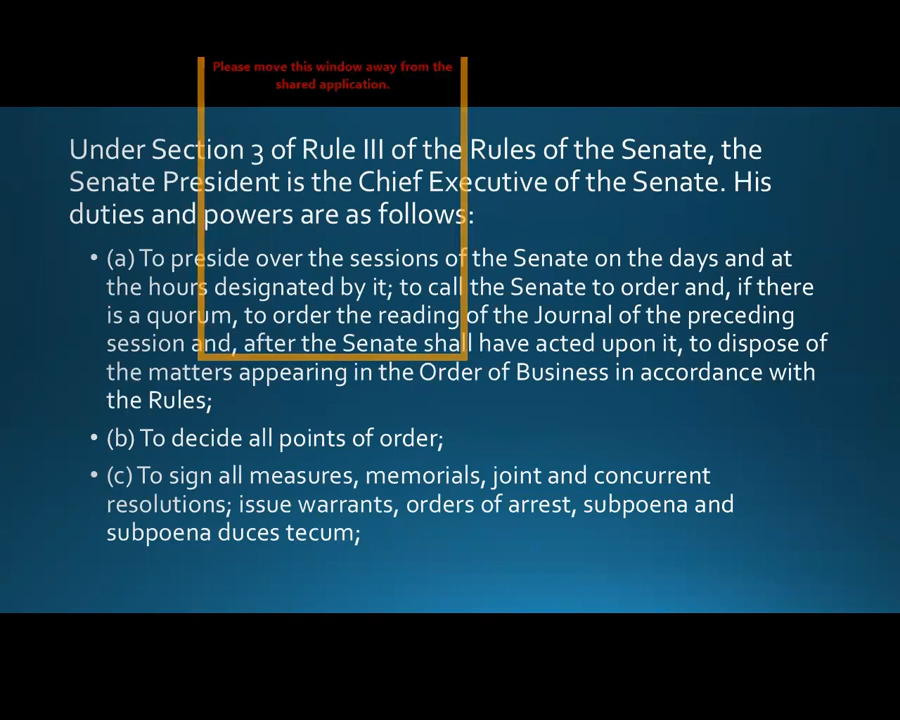 Please move this window away from the
shared application.
Under Section 3 of Rule III of the Rules of the Senate, the
Senate President is the Chief Executive of the Senate. His
duties and powers are as follows:
• (a) To preside over the sessions of the Senate on the days and at
the hours designated by it; to call the Senate to order and, if there
is a quorum, to order the reading of the Journal of the preceding
session and, after the Senate shall have acted upon it, to dispose of
the matters appearing in the Order of Business in accordance with
the Rules;
• (b) To decide all points of order;
• (c) To sign all measures, memorials, joint and concurrent
resolutions; issue warrants, orders of arrest, subpoena and
subpoena duces tecum;